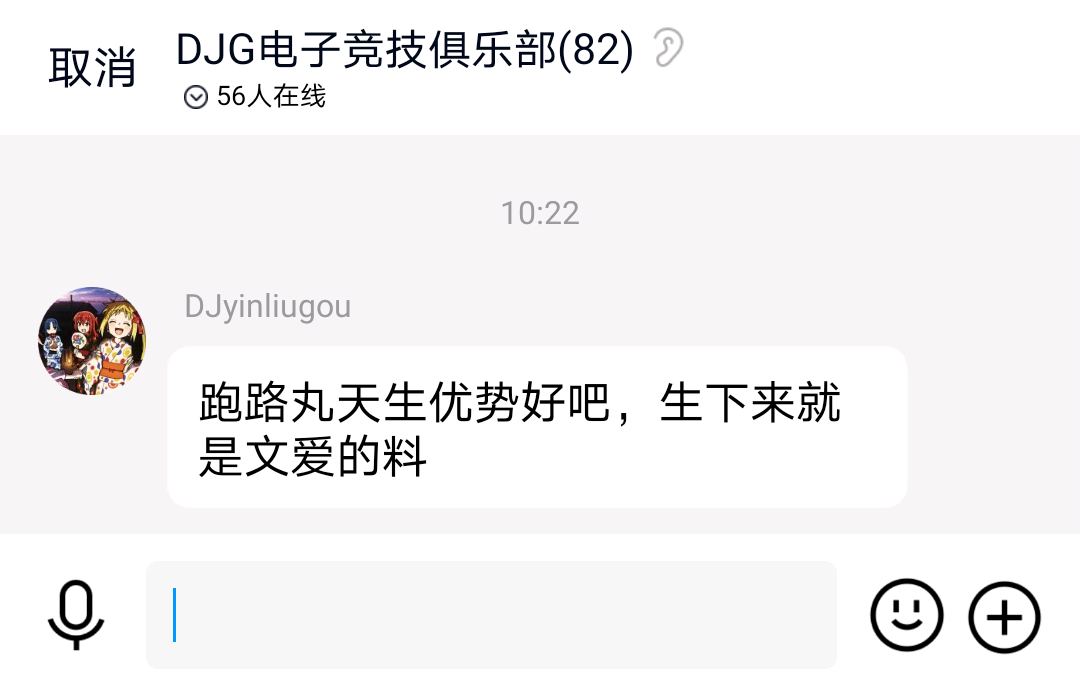 取消
DJG电子竞技俱乐部(82)
56人在线
10:22
DJyinliugou
跑路丸天生优势好吧，生下来就
是文爱的料